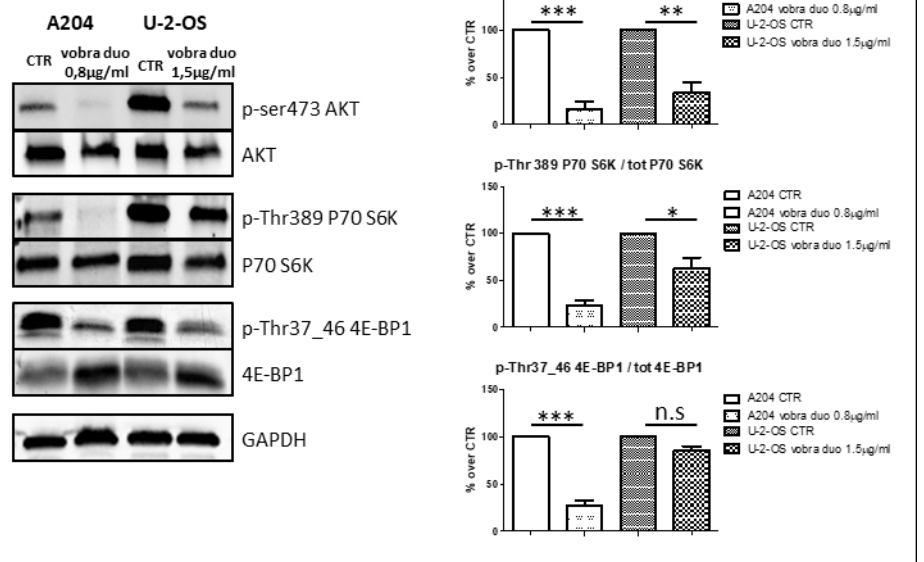 A204 U-2-OS
CTR vobra duo 0,8µg/ml CTR vobra duo 1,5µg/ml
p-ser473 AKT
AKT
p-Thr389 P70 S6K
P70 S6K
p-Thr37_46 4E-BP1
4E-BP1
GAPDH
% over CTR
100
50
0
***
**
A204 vobra duo 0.8µg/ml
U-2-OS CTR
U-2-OS vobra duo 1.5µg/ml
p-Thr 389 P70 S6K / tot P70 S6K
% over CTR
150
100
50
0
***
*
A204 CTR
A204 vobra duo 0.8µg/ml
U-2-OS CTR
U-2-OS vobra duo 1.5µg/ml
p-Thr37_46 4E-BP1 / tot 4E-BP1
% over CTR
150
100
50
0
***
n.s
A204 CTR
A204 vobra duo 0.8µg/ml
U-2-OS CTR
U-2-OS vobra duo 1.5µg/ml